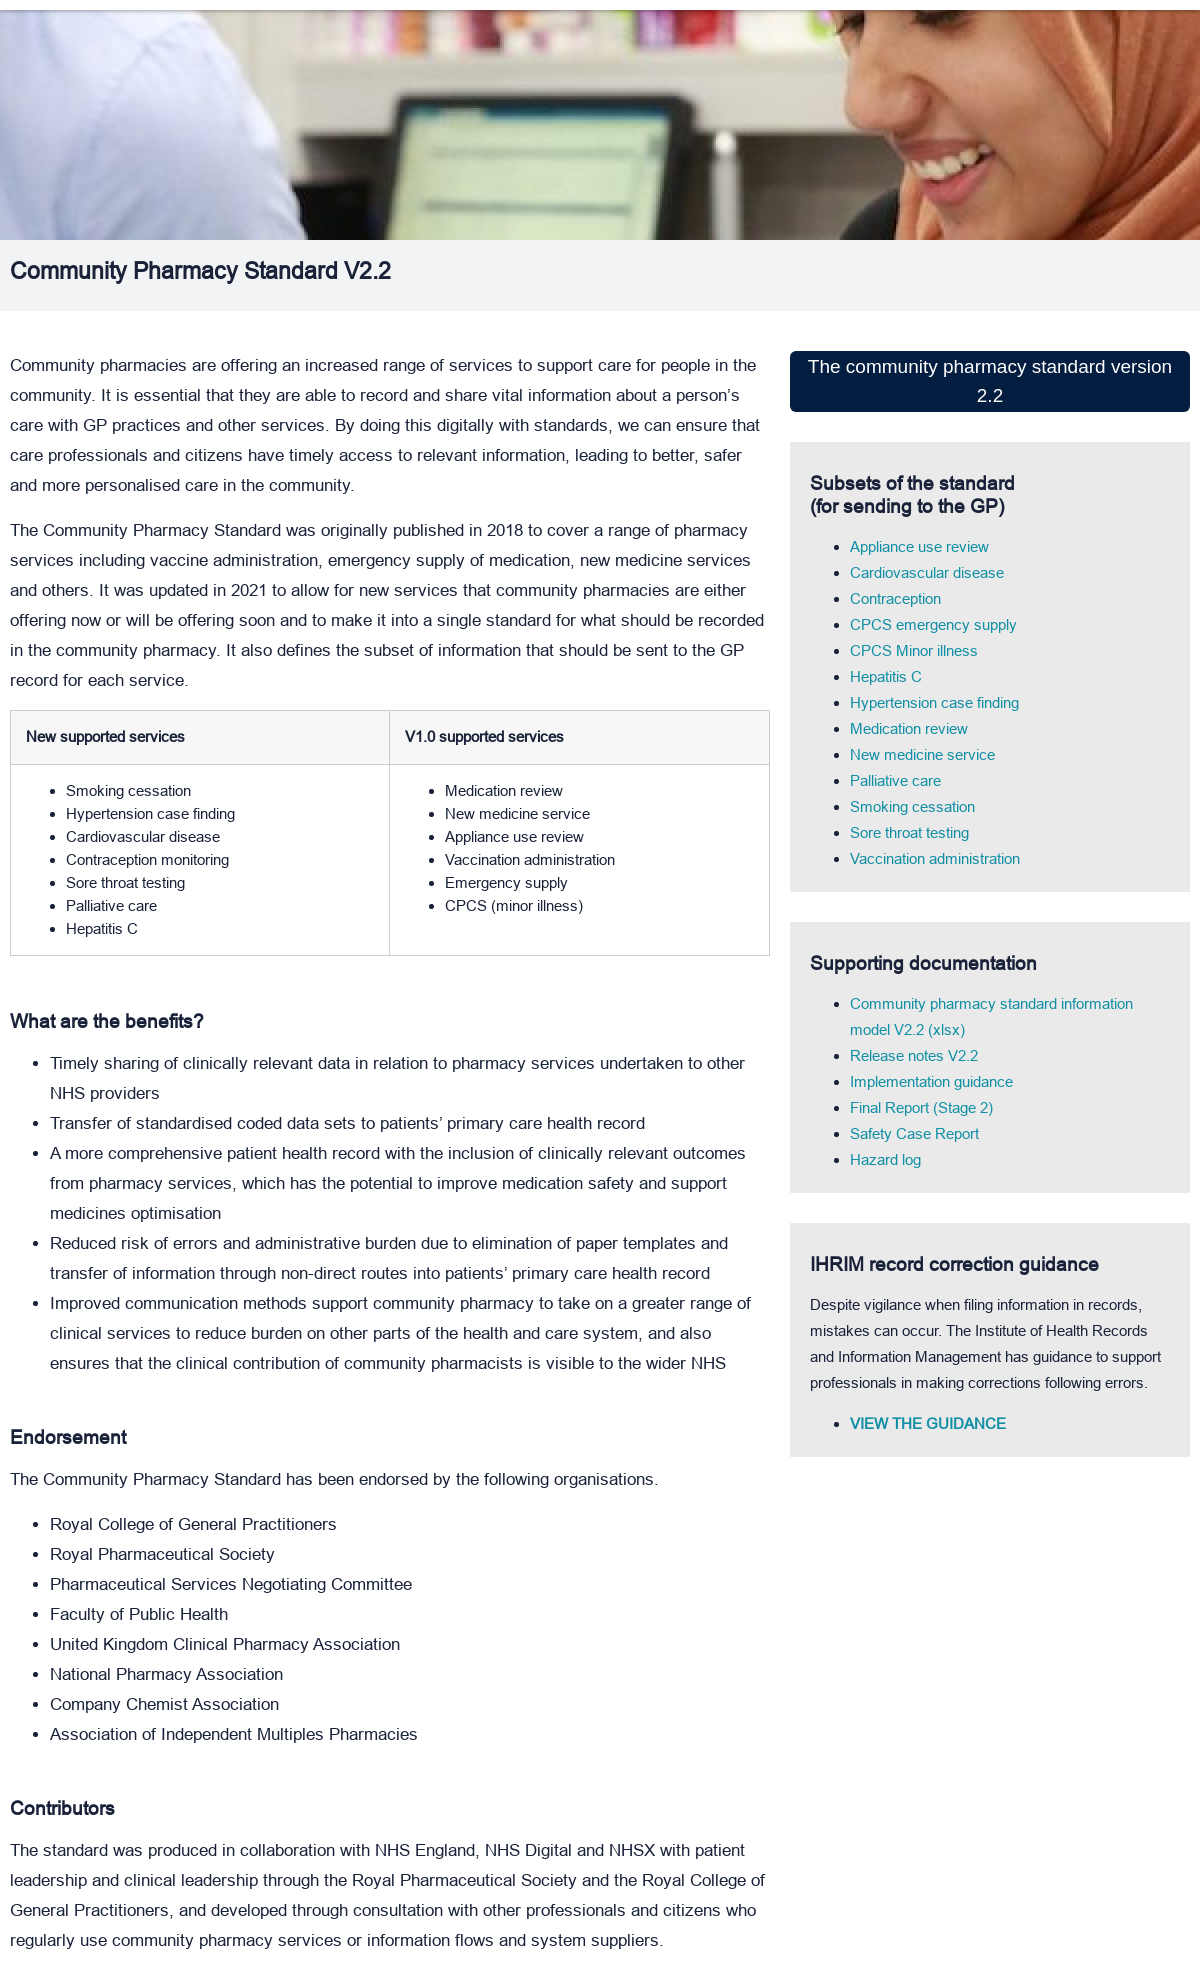 Community Pharmacy Standard V2.2
Community pharmacies are offering an increased range of services to support care for people in the
community. It is essential that they are able to record and share vital information about a person’s
care with GP practices and other services. By doing this digitally with standards, we can ensure that
care professionals and citizens have timely access to relevant information, leading to better, safer
and more personalised care in the community.
The Community Pharmacy Standard was originally published in 2018 to cover a range of pharmacy
services including vaccine administration, emergency supply of medication, new medicine services
and others. It was updated in 2021 to allow for new services that community pharmacies are either
offering now or will be offering soon and to make it into a single standard for what should be recorded
in the community pharmacy. It also defines the subset of information that should be sent to the GP
record for each service.
New supported services
• Smoking cessation
• Hypertension case finding
• Cardiovascular disease
• Contraception monitoring
• Sore throat testing
• Palliative care
• Hepatitis C
V1.0 supported services
• Medication review
• New medicine service
• Appliance use review
• Vaccination administration
• Emergency supply
• CPCS (minor illness)
What are the benefits?
• Timely sharing of clinically relevant data in relation to pharmacy services undertaken to other
NHS providers
• Transfer of standardised coded data sets to patients’ primary care health record
• A more comprehensive patient health record with the inclusion of clinically relevant outcomes
from pharmacy services, which has the potential to improve medication safety and support
medicines optimisation
• Reduced risk of errors and administrative burden due to elimination of paper templates and
transfer of information through non-direct routes into patients’ primary care health record
• Improved communication methods support community pharmacy to take on a greater range of
clinical services to reduce burden on other parts of the health and care system, and also
ensures that the clinical contribution of community pharmacists is visible to the wider NHS
Endorsement
The Community Pharmacy Standard has been endorsed by the following organisations.
• Royal College of General Practitioners
• Royal Pharmaceutical Society
• Pharmaceutical Services Negotiating Committee
• Faculty of Public Health
• United Kingdom Clinical Pharmacy Association
• National Pharmacy Association
• Company Chemist Association
• Association of Independent Multiples Pharmacies
Contributors
The standard was produced in collaboration with NHS England, NHS Digital and NHSX with patient
leadership and clinical leadership through the Royal Pharmaceutical Society and the Royal College of
General Practitioners, and developed through consultation with other professionals and citizens who
regularly use community pharmacy services or information flows and system suppliers.
The community pharmacy standard version
2.2
Subsets of the standard
(for sending to the GP)
• Appliance use review
• Cardiovascular disease
• Contraception
• CPCS emergency supply
• CPCS Minor illness
• Hepatitis C
• Hypertension case finding
• Medication review
• New medicine service
• Palliative care
• Smoking cessation
• Sore throat testing
• Vaccination administration
Supporting documentation
• Community pharmacy standard information
model V2.2 (xlsx)
• Release notes V2.2
• Implementation guidance
• Final Report (Stage 2)
• Safety Case Report
• Hazard log
IHRIM record correction guidance
Despite vigilance when filing information in records,
mistakes can occur. The Institute of Health Records
and Information Management has guidance to support
professionals in making corrections following errors.
• VIEW THE GUIDANCE